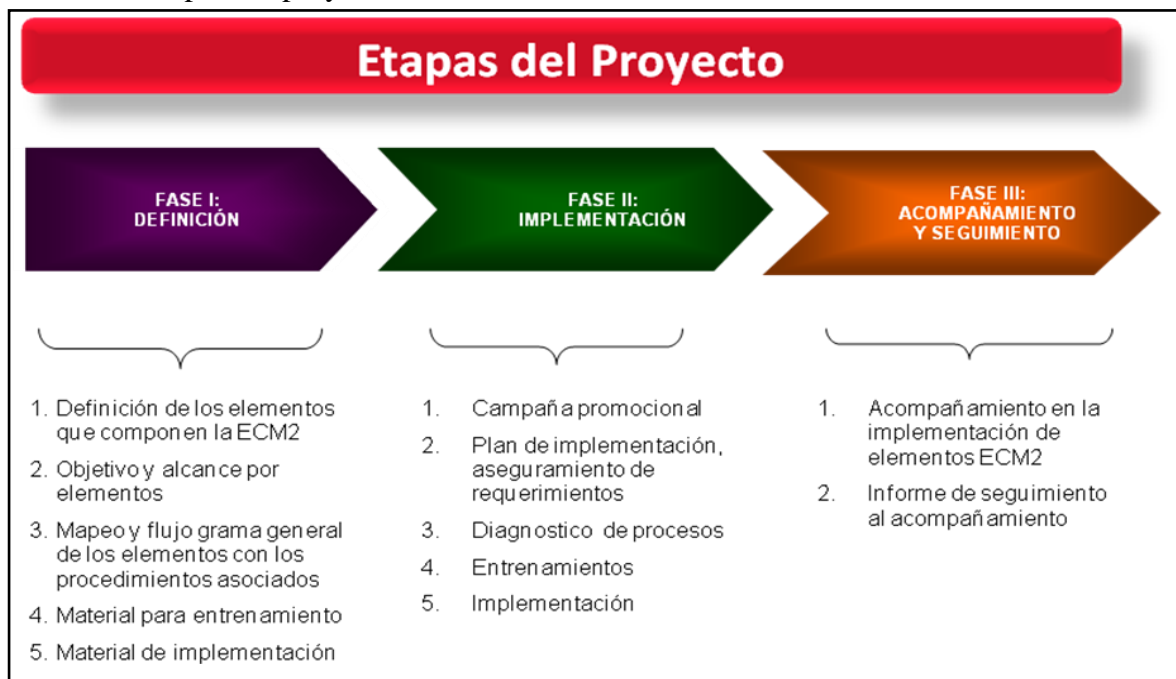 Etapas del Proyecto
FASE I:
DEFINICIÓN
FASE II:
IMPLEMENTACIÓN
FASE III:
ACOMPAÑAMIENTO
Y SEGUIMIENTO
1. Definición de los elementos
que componen la ECM2
2. Objetivo y alcance por
elementos
3. Mapeo y flujo grama general
de los elementos con los
procedimientos asociados
4. Material para entrenamiento
5. Material de implementación
1. Campaña promocional
2. Plan de implementación,
aseguramiento de
requerimientos
3. Diagnostico de procesos
4. Entrenamientos
5. Implementación
1. Acompañamiento en la
implementación de
elementos ECM2
2. Informe de seguimiento
al acompañamiento